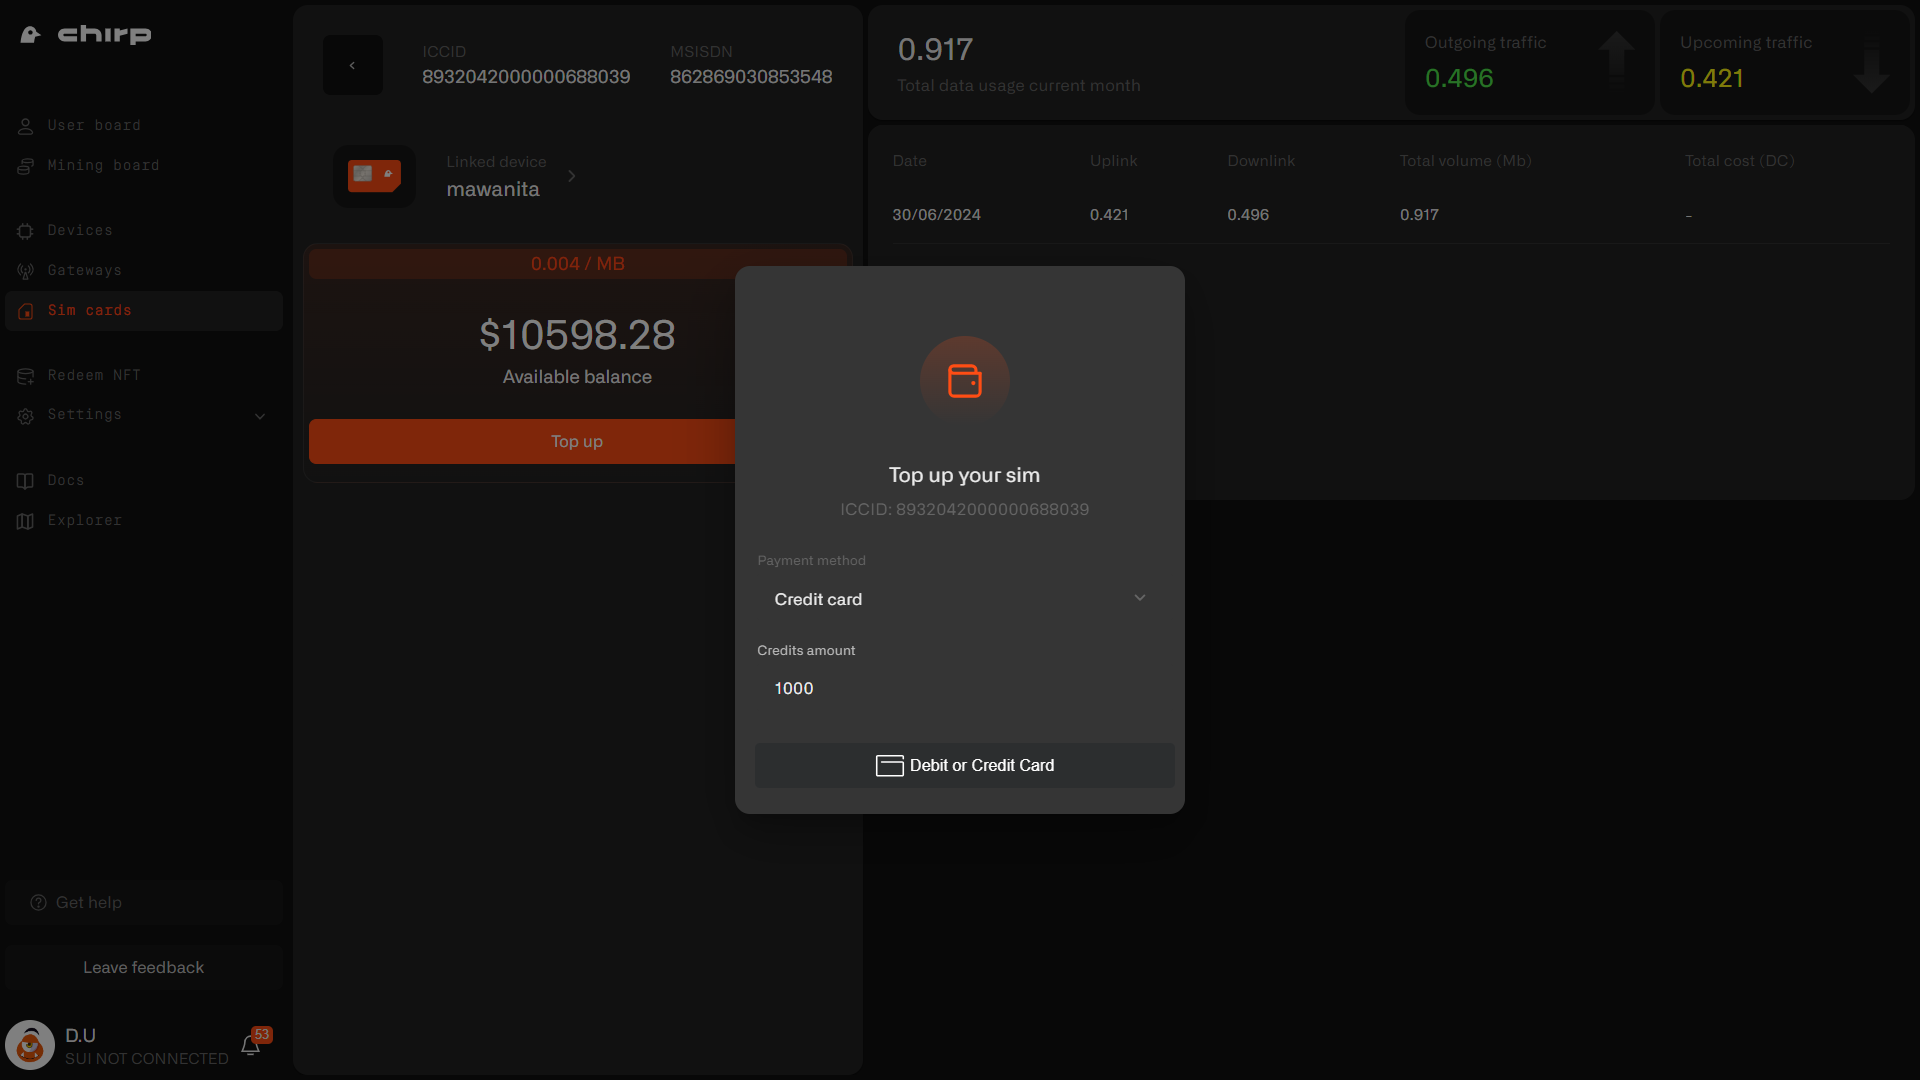 chirp
User board
Mining board
Devices
Gateways
Sim cards
Redeem NFT
Settings
Docs
Explorer
Get help
Leave feedback
D.U
SUI NOT CONNECTED
53
ICCID
8932042000000688039
MSISDN
862869030853548
Linked device
mawanita
0.004 / MB
$10598.28
Available balance
Top up
0.917
Total data usage current month
Outgoing traffic
0.496
Upcoming traffic
0.421
Date Uplink Downlink Total volume (Mb) Total cost (DC)
30/06/2024 0.421 0.496 0.917 -
Top up your sim
ICCID: 8932042000000688039
Payment method
Credit card
Credits amount
1000
Debit or Credit Card